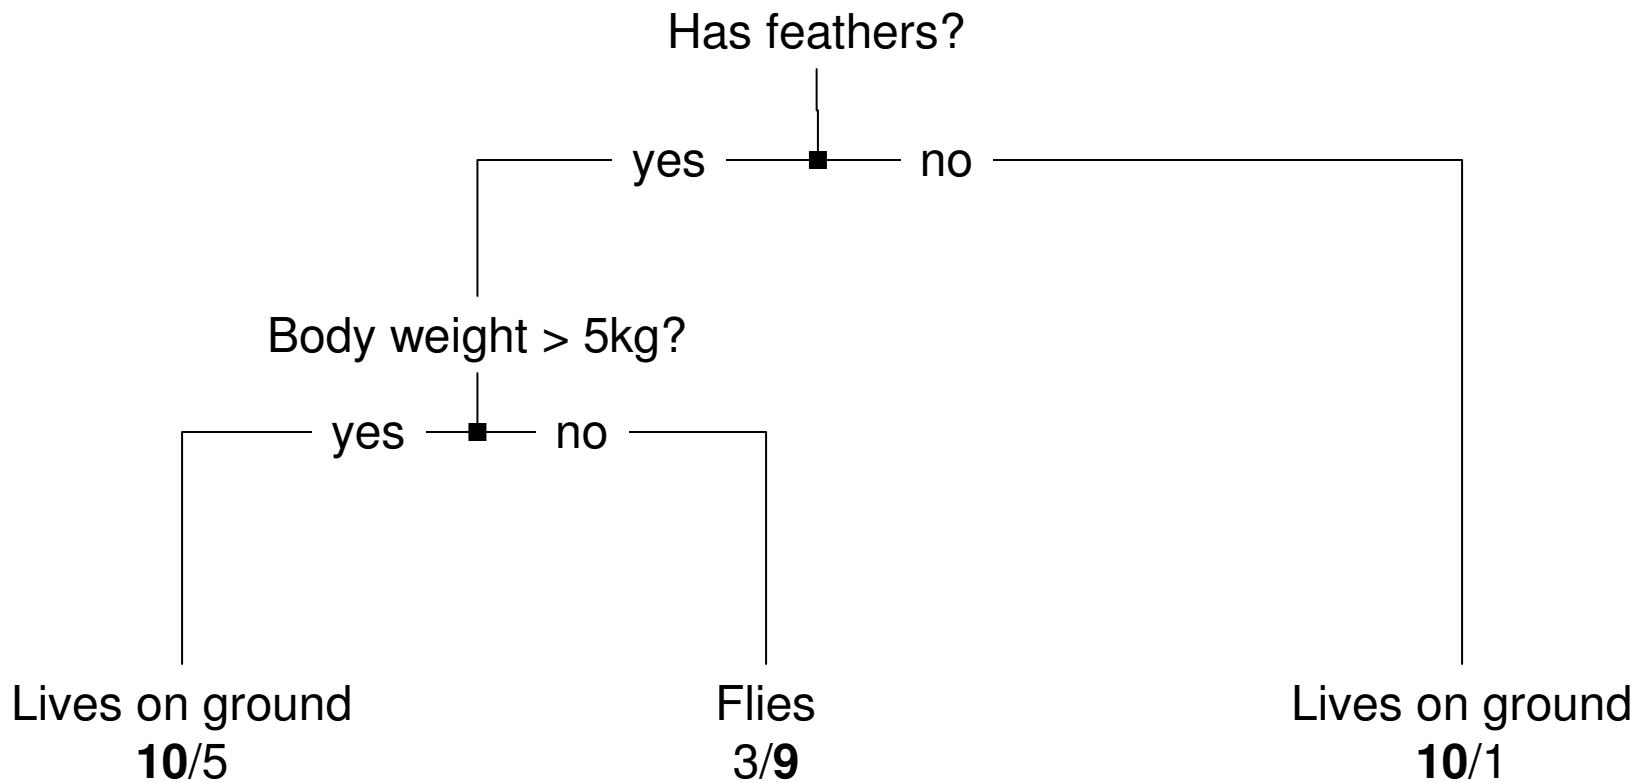 Has feathers?
yes
no
Body weight > 5kg?
yes
no
Lives on ground
10/5
Flies
3/9
Lives on ground
10/1